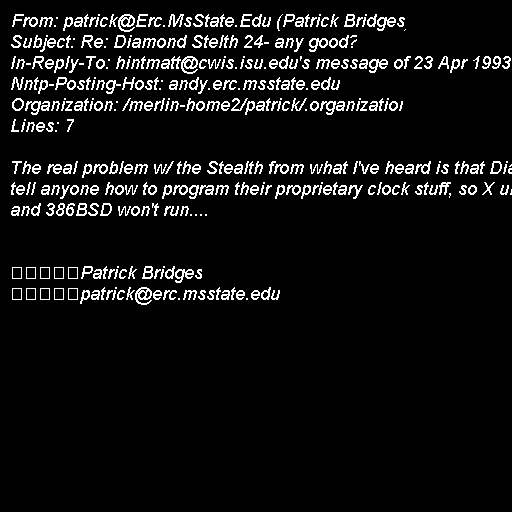 From: patrick@Erc.MsState.Edu (Patrick Bridges)
Subject: Re: Diamond Stelth 24- any good?
In-Reply-To: hintmatt@cwis.isu.edu's message of 23 Apr 1993
Nntp-Posting-Host: andy.erc.msstate.edu
Organization: /merlin-home2/patrick/.organization
Lines: 7

The real problem w/ the Stealth from what I've heard is that
tell anyone how to program their proprietary clock stuff, so X
and 386BSD won't run....

□□□□□Patrick Bridges
□□□□□patrick@erc.msstate.edu